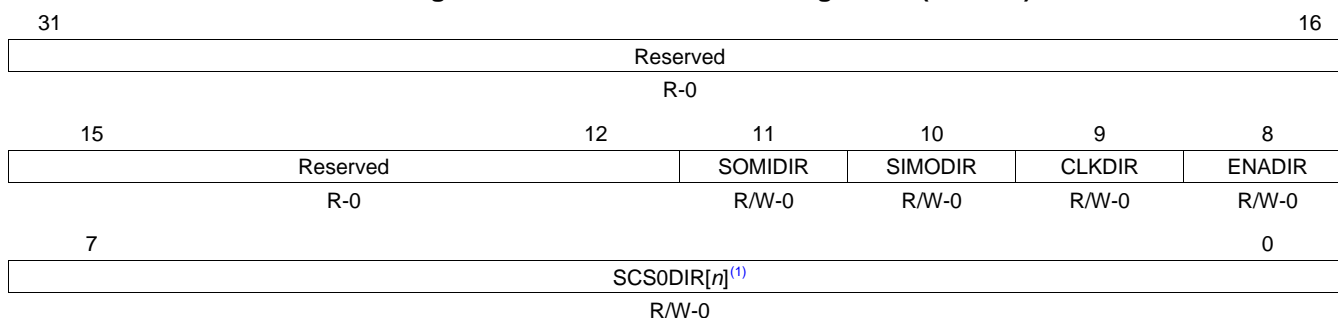 31 16
Reserved
R-0
15 12 11 10 9 8
Reserved SOMIDIR SIMODIR CLKDIR ENADIR
R-0 R/W-0 R/W-0 R/W-0 R/W-0
7 0
SCS0DIR[n](1)
R/W-0